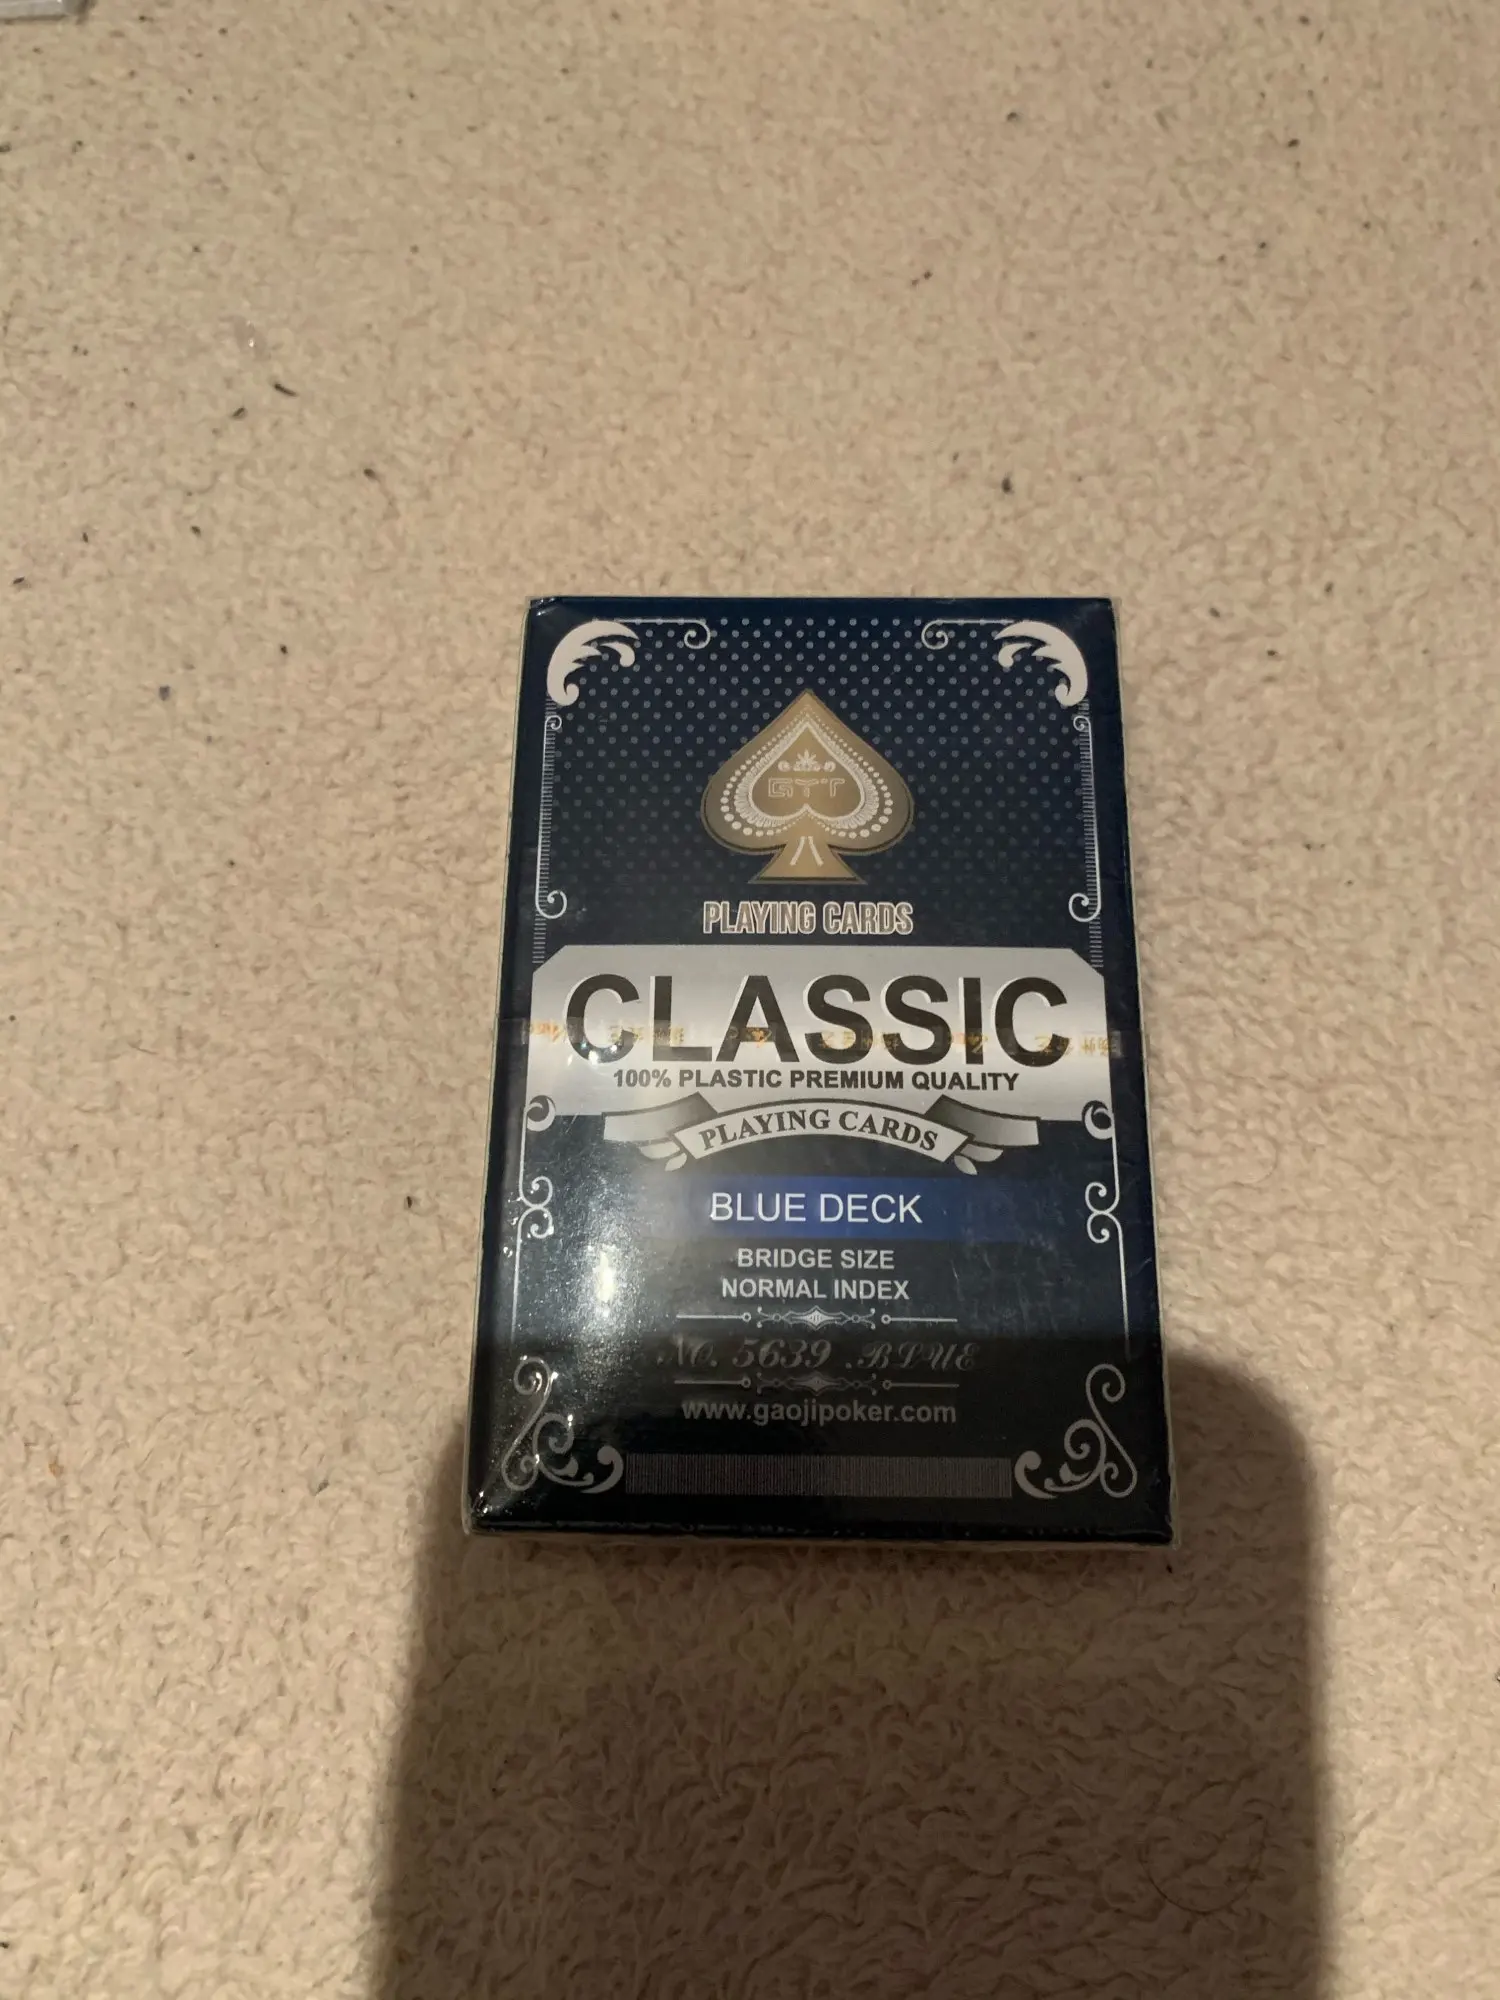 GYT
PLAYING CARDS
CLASSIC
100% PLASTIC PREMIUM QUALITY
PLAYING CARDS
BLUE DECK
BRIDGE SIZE
NORMAL INDEX
NO. 5639 .BLUE
www.gaojipoker.com